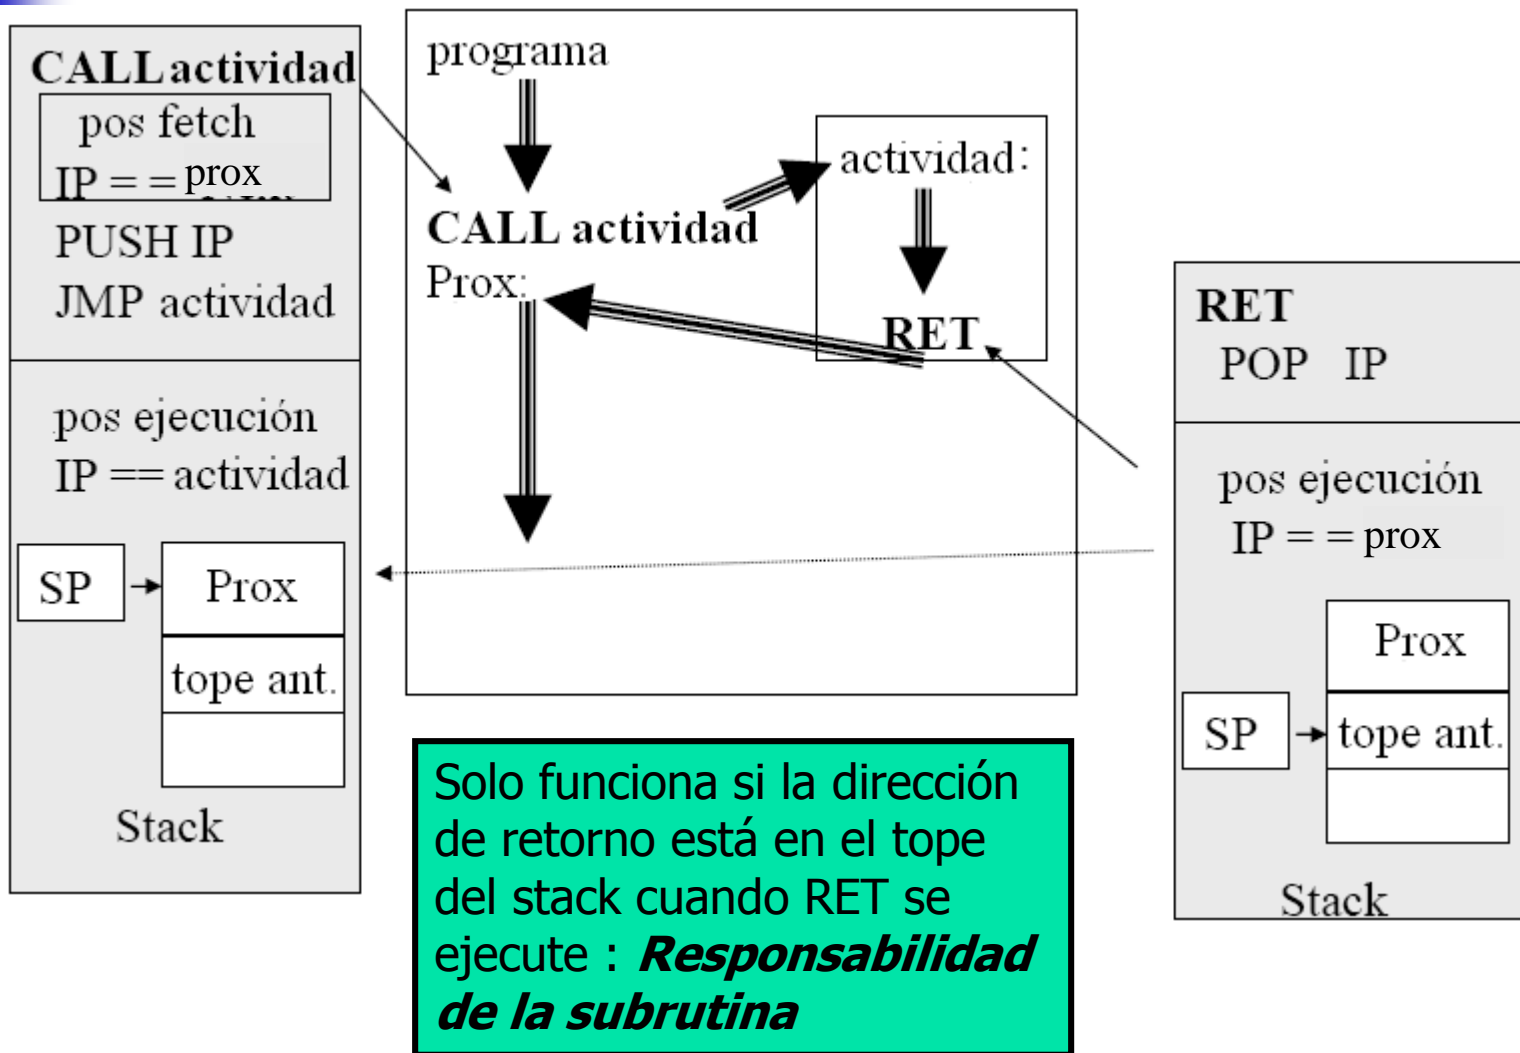 CALL actividad
pos fetch
IP = = prox
PUSH IP
JMP actividad
pos ejecución
IP == actividad
SP
Prox
tope ant.
Stack
programa
CALL actividad
Prox:
actividad:
RET
RET
POP IP
pos ejecución
IP = = prox
Prox
SP
tope ant.
Stack
Solo funciona si la dirección
de retorno está en el tope
del stack cuando RET se
ejecute : Responsabilidad
de la subrutina